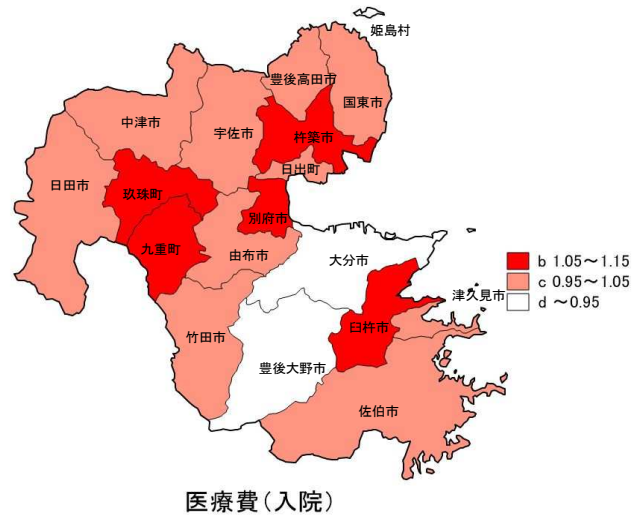 姫島村
豊後高田市
国東市
中津市
宇佐市
杵築市
日出町
日田市
玖珠町
別府市
九重町
由布市
大分市
b 1.05～1.15
c 0.95～1.05
d ～0.95
津久見市
臼杵市
竹田市
豊後大野市
佐伯市
医療費（入院）